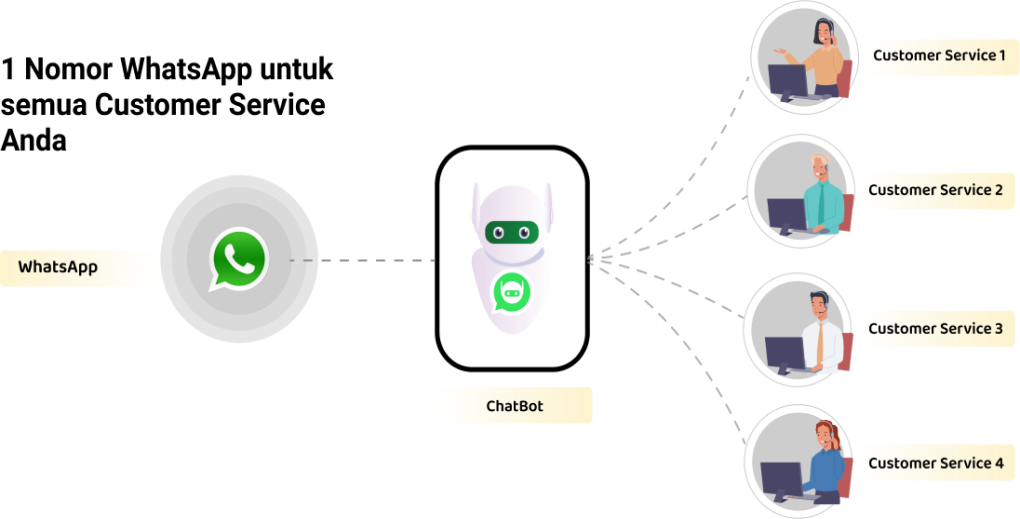 1 Nomor WhatsApp untuk
semua Customer Service
Anda
WhatsApp
ChatBot
Customer Service 1
Customer Service 2
Customer Service 3
Customer Service 4